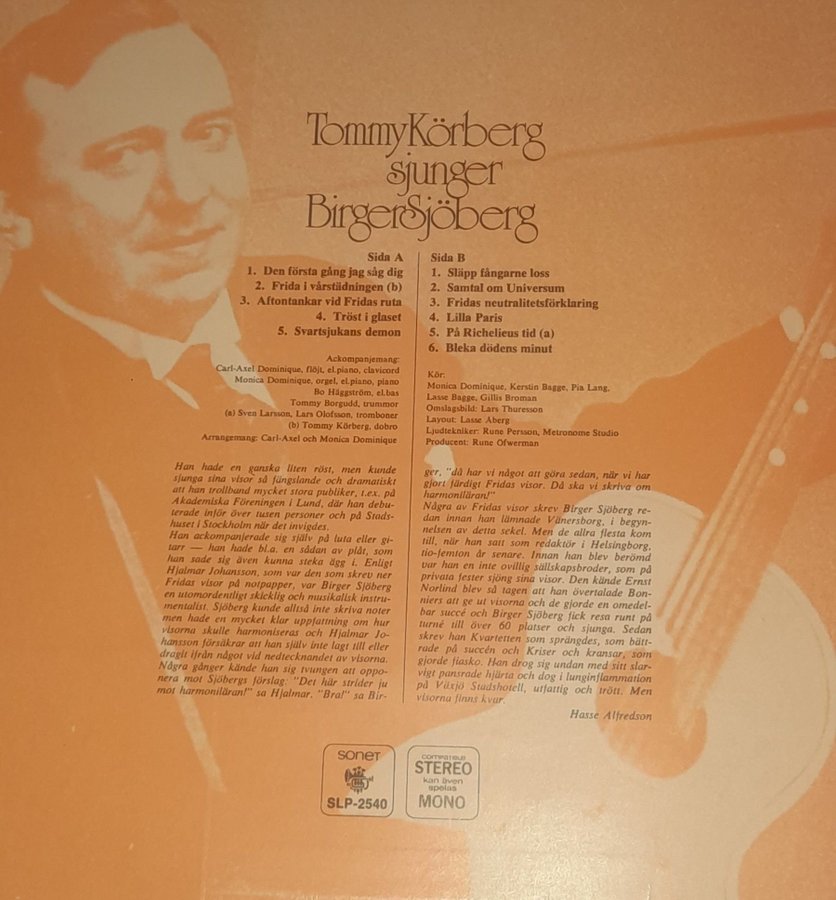 Tommy Körberg
sjunger
Birger Sjöberg
Sida A
1. Den första gång jag såg dig
2. Frida i vårstädningen (b)
3. Aftontankar vid Fridas ruta
4. Tröst i glaset
5. Svartsjukans demon
Ackompanjemang:
Carl-Axel Dominique, flöjt, el.piano, clavicord
Monica Dominique, orgel, el.piano, piano
Bo Häggström, el.bas
Tommy Borgudd, trummor
(a) Sven Larsson, Lars Olofsson, tromboner
(b) Tommy Körberg, dobro
Arrangemang: Carl-Axel och Monica Dominique
Sida B
1. Släpp fångarne loss
2. Samtal om Universum
3. Fridas neutralitetsförklaring
4. Lilla Paris
5. På Richelieus tid (a)
6. Bleka dödens minut
Kör:
Monica Dominique, Kerstin Bagge, Pia Lang,
Lasse Bagge, Gillis Broman
Omslagsbild: Lars Thuresson
Layout: Lasse Åberg
Ljudtekniker: Rune Persson, Metronome Studio
Producent: Rune Öfwerman
Han hade en ganska liten röst, men kunde
sjunga sina visor så fängslande och dramatiskt
att han trollband mycket stora publiker, t.ex. på
Akademiska Föreningen i Lund, där han debu-
terade inför över tusen personer och på Stads-
huset i Stockholm när det invigdes.
Han ackompanjerade sig själv på luta eller gi-
tarr — han hade bl.a. en sådan av plåt, som
han sade sig även kunna steka ägg i. Enligt
Hjalmar Johansson, som var den som skrev ner
Fridas visor på notpapper, var Birger Sjöberg
en utomordentligt skicklig och musikalisk instru-
mentalist. Sjöberg kunde alltså inte skriva noter
men hade en mycket klar uppfattning om hur
visorna skulle harmoniseras och Hjalmar Jo-
hansson försäkrar att han själv inte lagt till eller
dragit ifrån något vid nedtecknandet av visorna.
Några gånger kände han sig tvungen att oppo-
nera mot Sjöbergs förslag. "Det här strider ju
mot harmoniläran!" sa Hjalmar. "Bra!" sa Bir-
ger, "då har vi något att göra sedan, när vi har
gjort färdigt Fridas visor. Då ska vi skriva om
harmoniläran!"
Några av Fridas visor skrev Birger Sjöberg re-
dan innan han lämnade Vänersborg, i begyn-
nelsen av detta sekel. Men de allra flesta kom
till, när han satt som redaktör i Helsingborg,
tio-femton år senare. Innan han blev berömd
var han en inte ovillig sällskapsbroder, som på
privata fester sjöng sina visor. Den kände Ernst
Norlind blev så tagen att han övertalade Bon-
niers att ge ut visorna och de gjorde en omedel-
bar succé och Birger Sjöberg fick resa runt på
turné till över 60 platser och sjunga. Sedan
skrev han Kvartetten som sprängdes, som bätt-
rade på succén och Kriser och kransar, som
gjorde fiasko. Han drog sig undan med sitt slar-
vigt pansrade hjärta och dog i lunginflammation
på Växjö Stadshotell, utfattig och trött. Men
visorna finns kvar.
Hasse Alfredson
SONET
SLP-2540
COMPATIBLE
STEREO
kan även
spelas
MONO